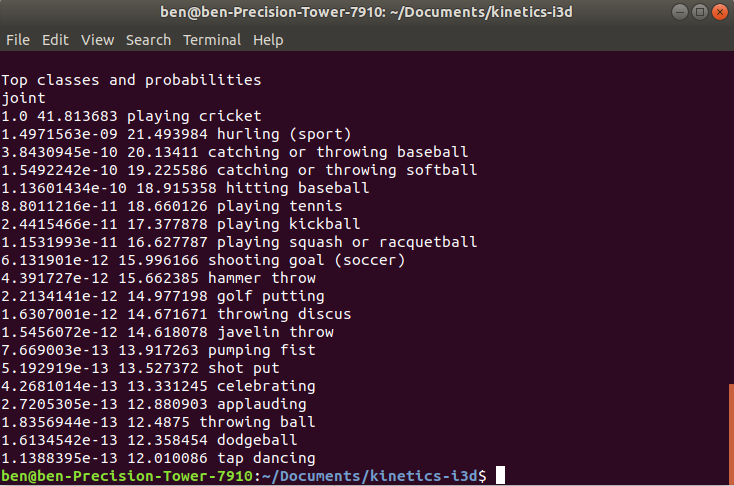 ben@ben-Precision-Tower-7910: ~/Documents/kinetics-i3d
File Edit View Search Terminal Help
Top classes and probabilities
joint
1.0 41.813683 playing cricket
1.4971563e-09 21.493984 hurling (sport)
3.8430945e-10 20.13411 catching or throwing baseball
1.5492242e-10 19.225586 catching or throwing softball
1.13601434e-10 18.915358 hitting baseball
8.8011216e-11 18.660126 playing tennis
2.4415466e-11 17.377878 playing kickball
1.1531993e-11 16.627787 playing squash or racquetball
6.131901e-12 15.996166 shooting goal (soccer)
4.391727e-12 15.662385 hammer throw
2.2134141e-12 14.977198 golf putting
1.6307001e-12 14.671671 throwing discus
1.5456072e-12 14.618078 javelin throw
7.669003e-13 13.917263 pumping fist
5.192919e-13 13.527372 shot put
4.2681014e-13 13.331245 celebrating
2.7205305e-13 12.880903 applauding
1.8356944e-13 12.4875 throwing ball
1.6134542e-13 12.358454 dodgeball
1.1388395e-13 12.010086 tap dancing
ben@ben-Precision-Tower-7910:~/Documents/kinetics-i3d$